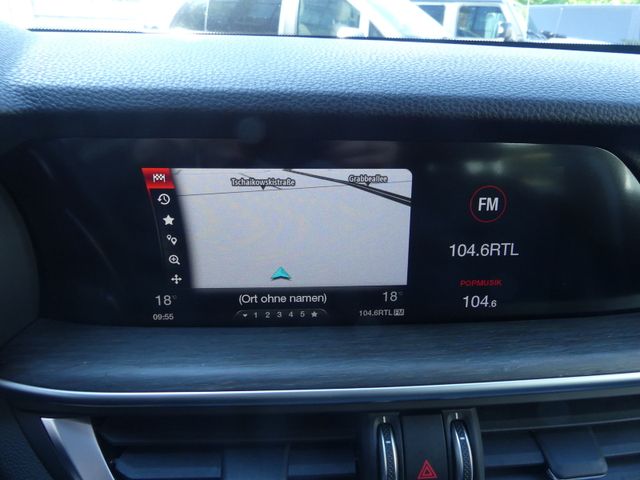 Tschaikowskistraße
Grabbeallee
FM
104.6RTL
POPMUSIK
104.6
18°
(Ort ohne namen)
18°
09:55
1 2 3 4 5
104.6RTL FM